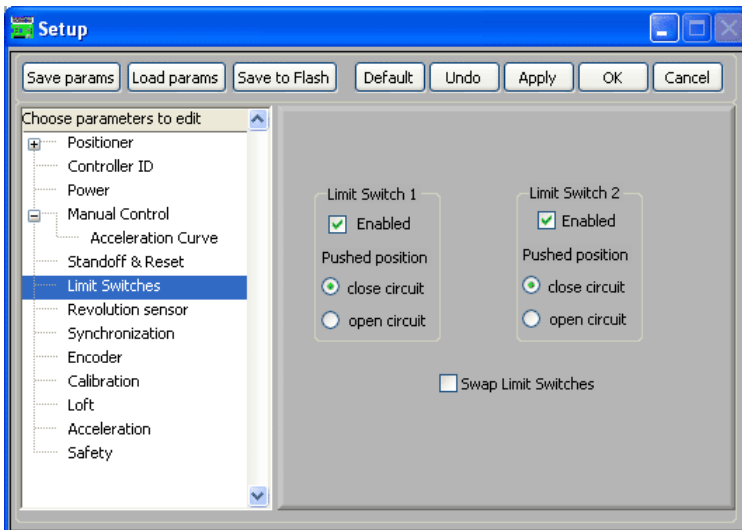 Setup
Save params Load params Save to Flash Default Undo Apply OK Cancel
Choose parameters to edit
Positioner
Controller ID
Power
Manual Control
Acceleration Curve
Standoff & Reset
Limit Switches
Revolution sensor
Synchronization
Encoder
Calibration
Loft
Acceleration
Safety
Limit Switch 1
Enabled
Pushed position
close circuit
open circuit
Limit Switch 2
Enabled
Pushed position
close circuit
open circuit
Swap Limit Switches